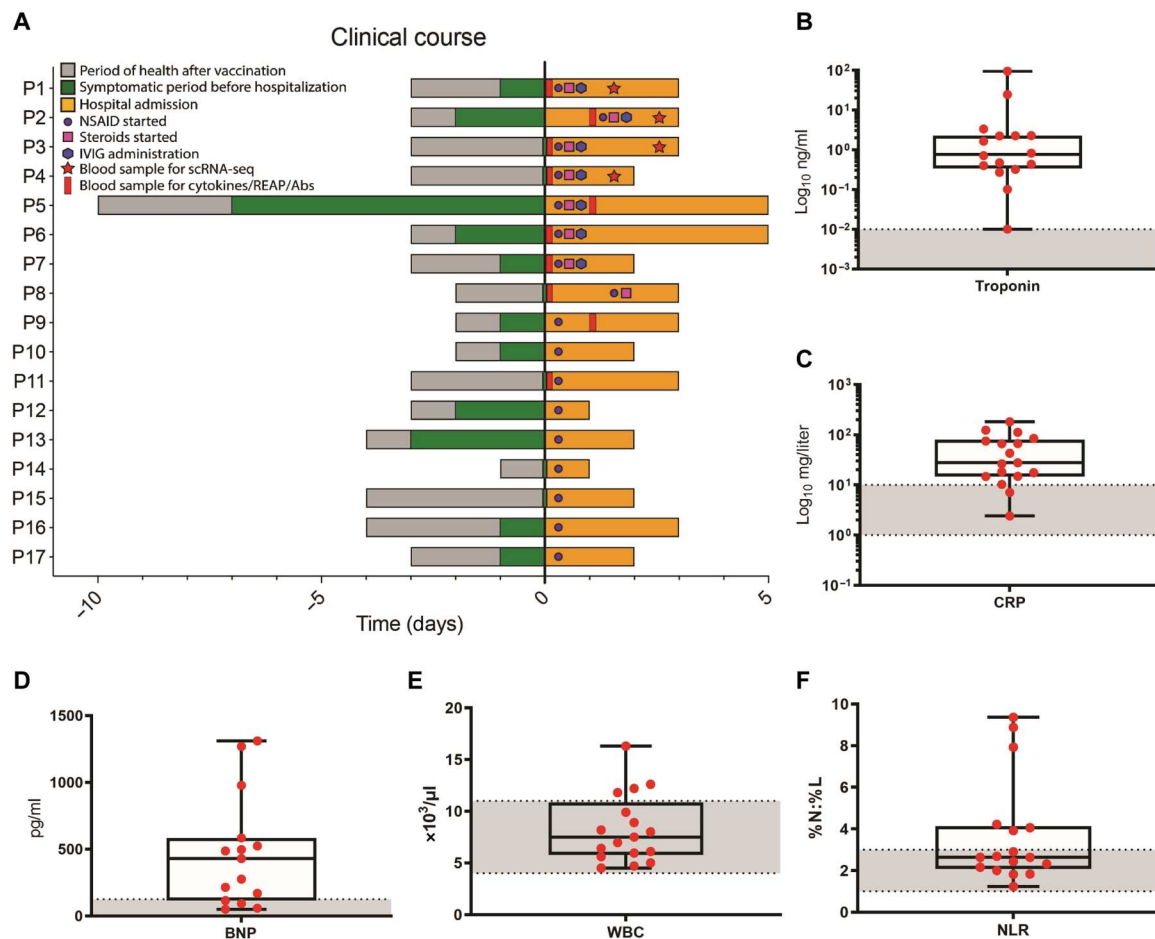 A
Clinical course
Period of health after vaccination
Symptomatic period before hospitalization
Hospital admission
NSAID started
Steroids started
IVIG administration
Blood sample for scRNA-seq
Blood sample for cytokines/REAP/Abs
P1
P2
P3
P4
P5
P6
P7
P8
P9
P10
P11
P12
P13
P14
P15
P16
P17
−10
−5
0
5
Time (days)
B
Log₁₀ ng/ml
10²
10¹
10⁰
10⁻¹
10⁻²
10⁻³
Troponin
C
Log₁₀ mg/liter
10³
10²
10¹
10⁰
10⁻¹
CRP
D
pg/ml
1500
1000
500
0
BNP
E
×10³/µl
20
15
10
5
0
WBC
F
%N:%L
10
8
6
4
2
0
NLR